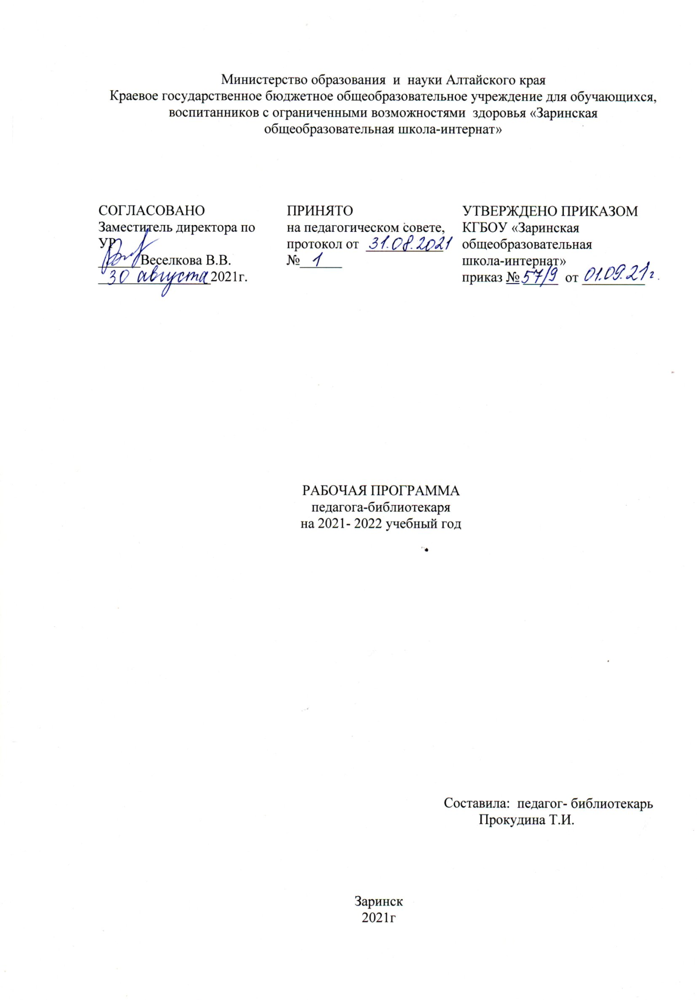 Министерство образования и науки Алтайского края
Краевое государственное бюджетное общеобразовательное учреждение для обучающихся,
воспитанников с ограниченными возможностями здоровья «Заринская
общеобразовательная школа-интернат»
СОГЛАСОВАНО
Заместитель директора по
УР
______Веселкова В.В.
30 августа 2021г.
ПРИНЯТО
на педагогическом совете,
протокол от 31.08.2021
№ 1
УТВЕРЖДЕНО ПРИКАЗОМ
КГБОУ «Заринская
общеобразовательная
школа-интернат»
приказ № 57/9 от 01.09.21г.
РАБОЧАЯ ПРОГРАММА
педагога-библиотекаря
на 2021- 2022 учебный год
Составила: педагог- библиотекарь
Прокудина Т.И.
Заринск
2021г